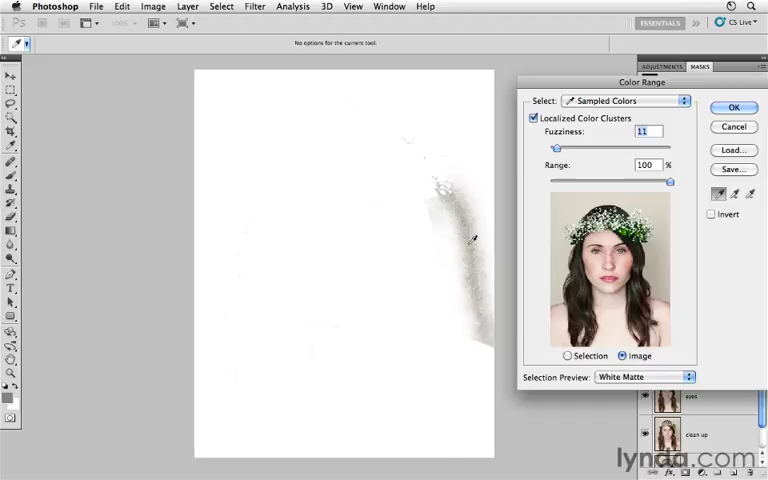 Photoshop File Edit Image Layer Select Filter Analysis 3D View Window Help
Ps 100% ESSENTIALS CS Live
No options for the current tool
ADJUSTMENTS MASKS
Color Range
Select: Sampled Colors OK
Localized Color Clusters
Fuzziness: 11 Cancel
Load...
Range: 100 %
Save...
Invert
Selection Image
Selection Preview: White Matte
eyes
clean up
lynda.com